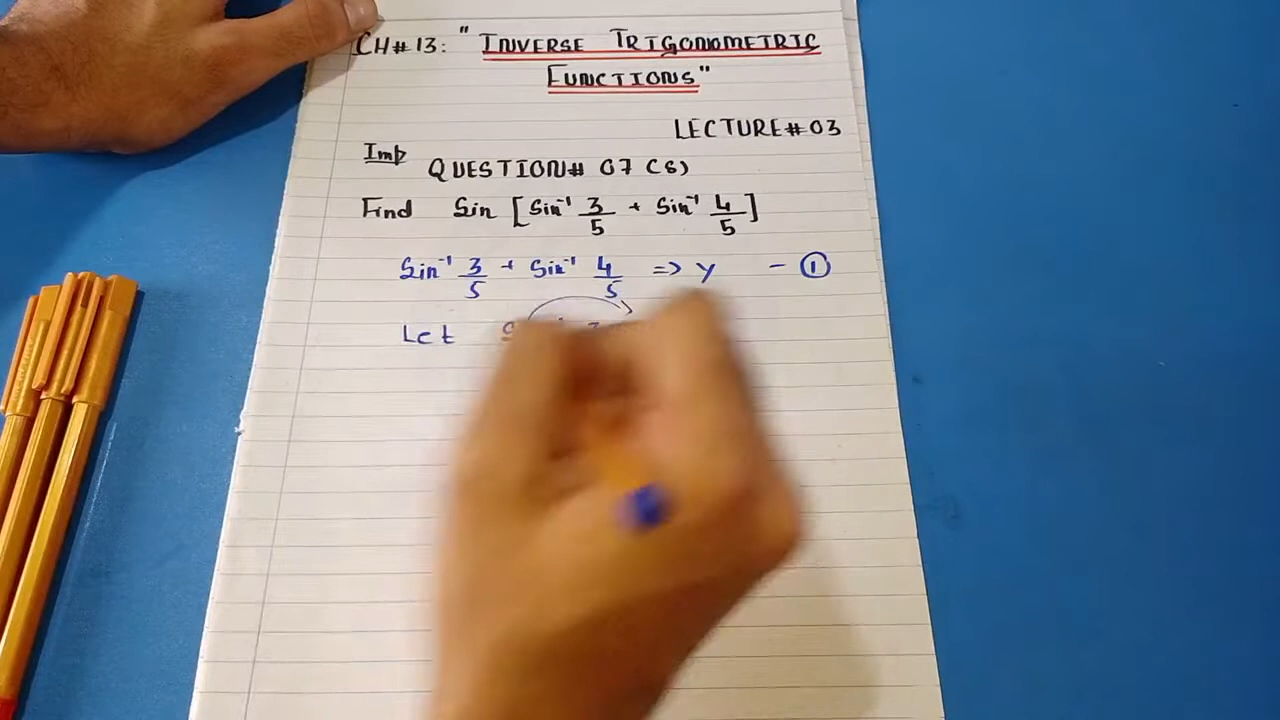 CH# 13: " INVERSE TRIGONOMETRIC
FUNCTIONS"
LECTURE# 03
Imp
QUESTION# 07 (S)
Find Sin [Sin⁻¹ 3/5 + Sin⁻¹ 4/5]
Sin⁻¹ 3/5 + Sin⁻¹ 4/5 => y - ①
Let